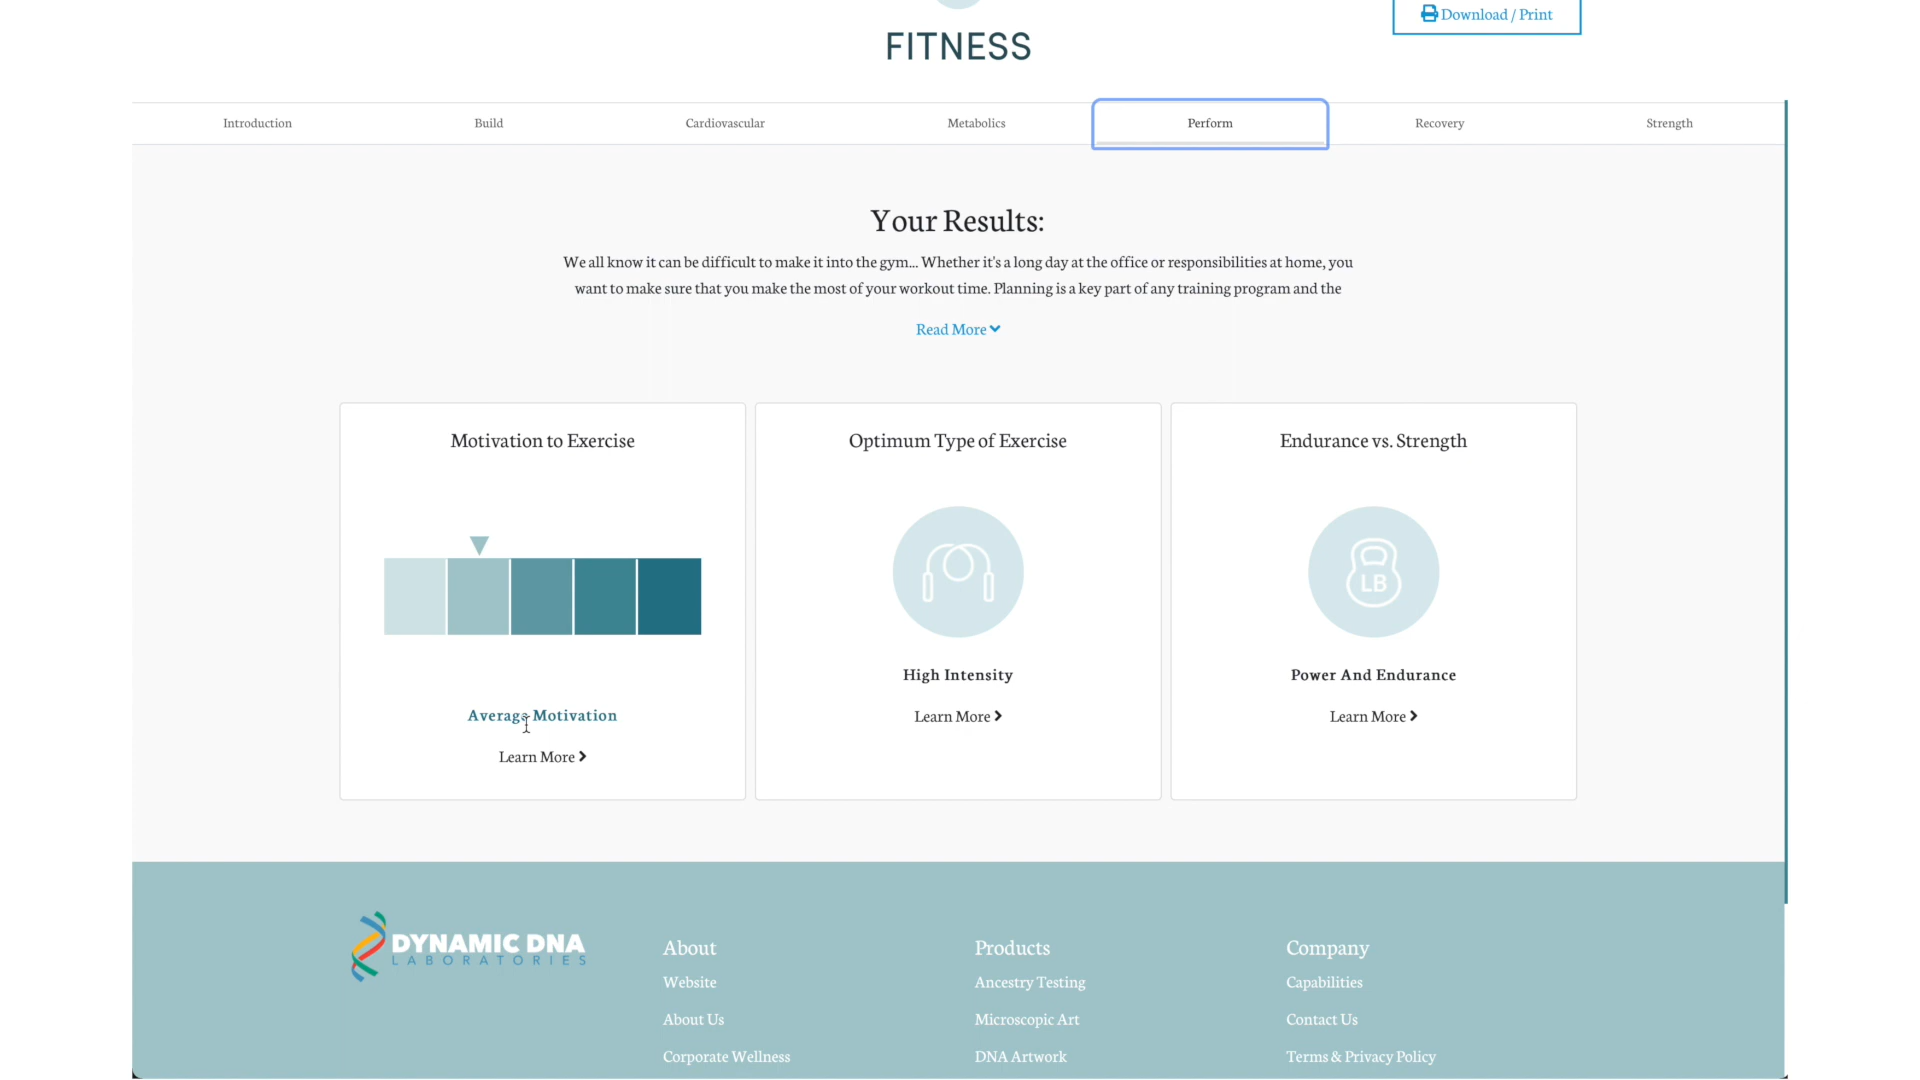 Download / Print
FITNESS
Introduction
Build
Cardiovascular
Metabolics
Perform
Recovery
Strength
Your Results:
We all know it can be difficult to make it into the gym... Whether it's a long day at the office or responsibilities at home, you
want to make sure that you make the most of your workout time. Planning is a key part of any training program and the
Read More
Motivation to Exercise
Average Motivation
Learn More
Optimum Type of Exercise
High Intensity
Learn More
Endurance vs. Strength
LB
Power And Endurance
Learn More
DYNAMIC DNA
LABORATORIES
About
Website
About Us
Corporate Wellness
Products
Ancestry Testing
Microscopic Art
DNA Artwork
Company
Capabilities
Contact Us
Terms & Privacy Policy